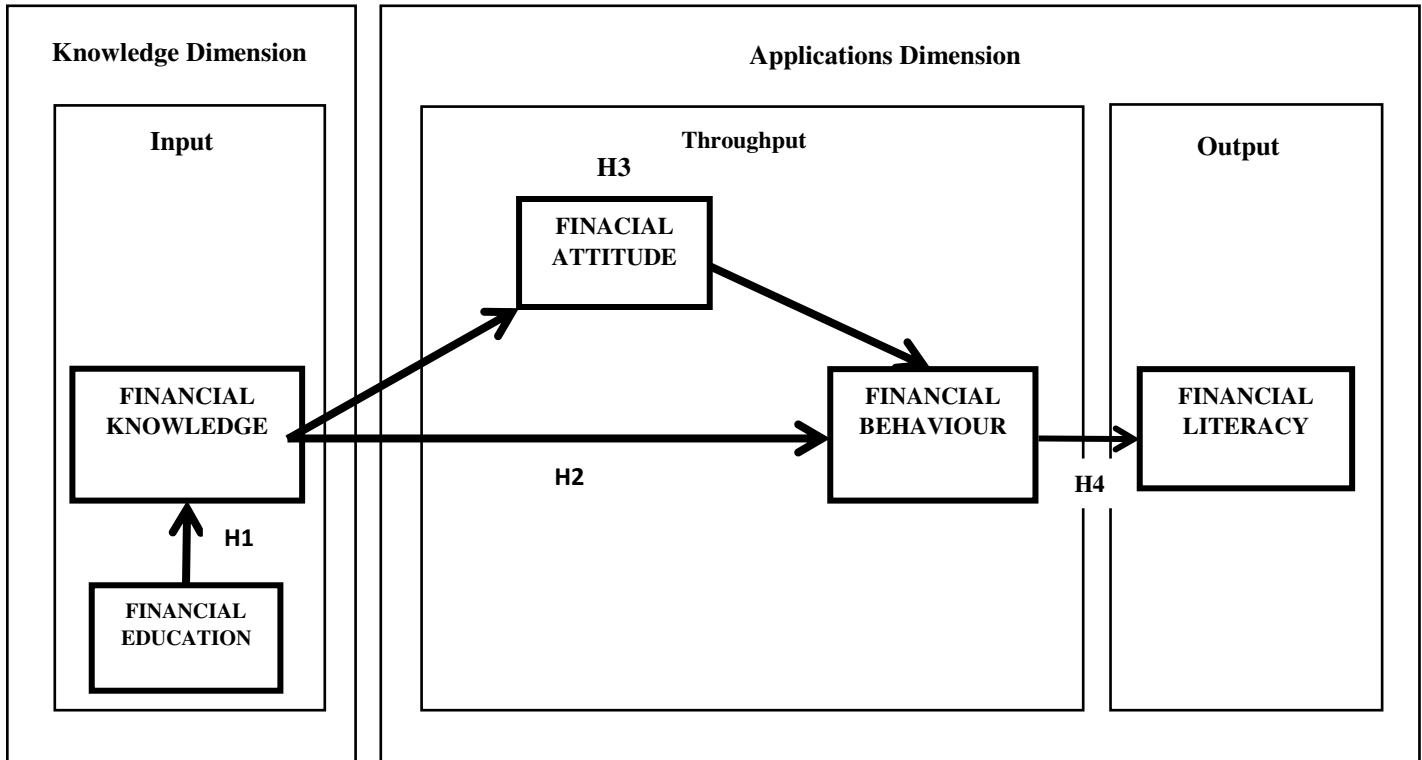 Knowledge Dimension
Applications Dimension
Input
Throughput
Output
H3
FINACIAL
ATTITUDE
FINANCIAL
KNOWLEDGE
FINANCIAL
BEHAVIOUR
FINANCIAL
LITERACY
H2
H4
H1
FINANCIAL
EDUCATION